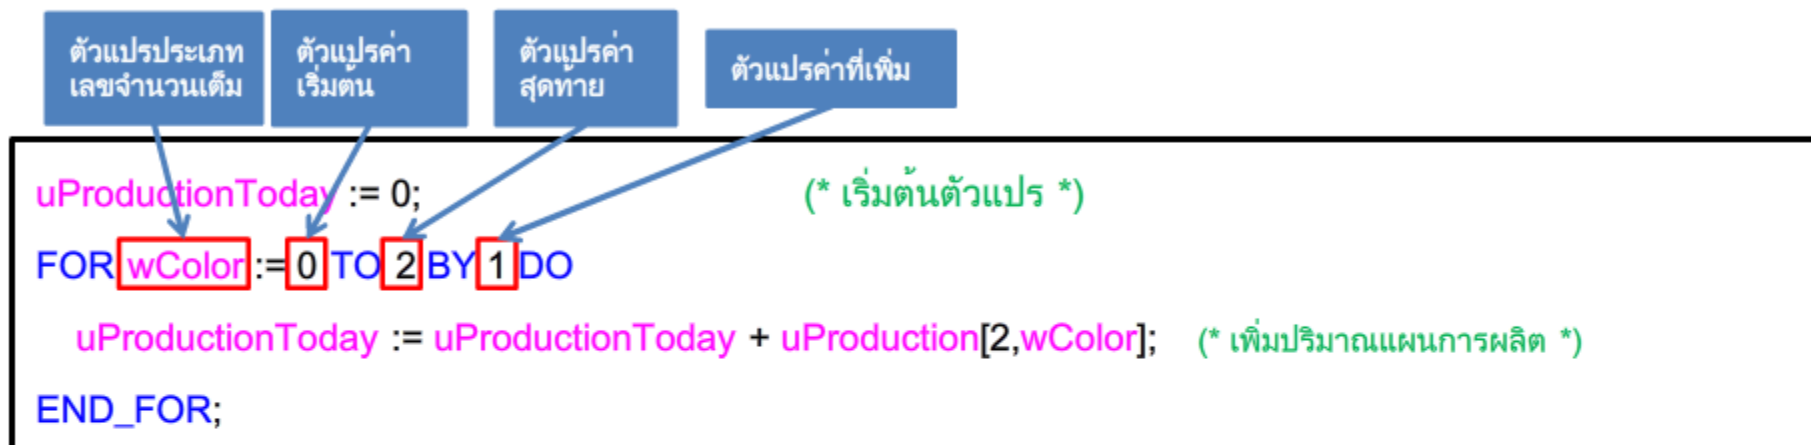 ตัวแปรประเภท
เลขจำนวนเต็ม
ตัวแปรค่า
เริ่มต้น
ตัวแปรค่า
สุดท้าย
ตัวแปรค่าที่เพิ่ม
uProductionToday := 0; (* เริ่มต้นตัวแปร *)
FOR wColor := 0 TO 2 BY 1 DO
uProductionToday := uProductionToday + uProduction[2,wColor]; (* เพิ่มปริมาณแผนการผลิต *)
END_FOR;